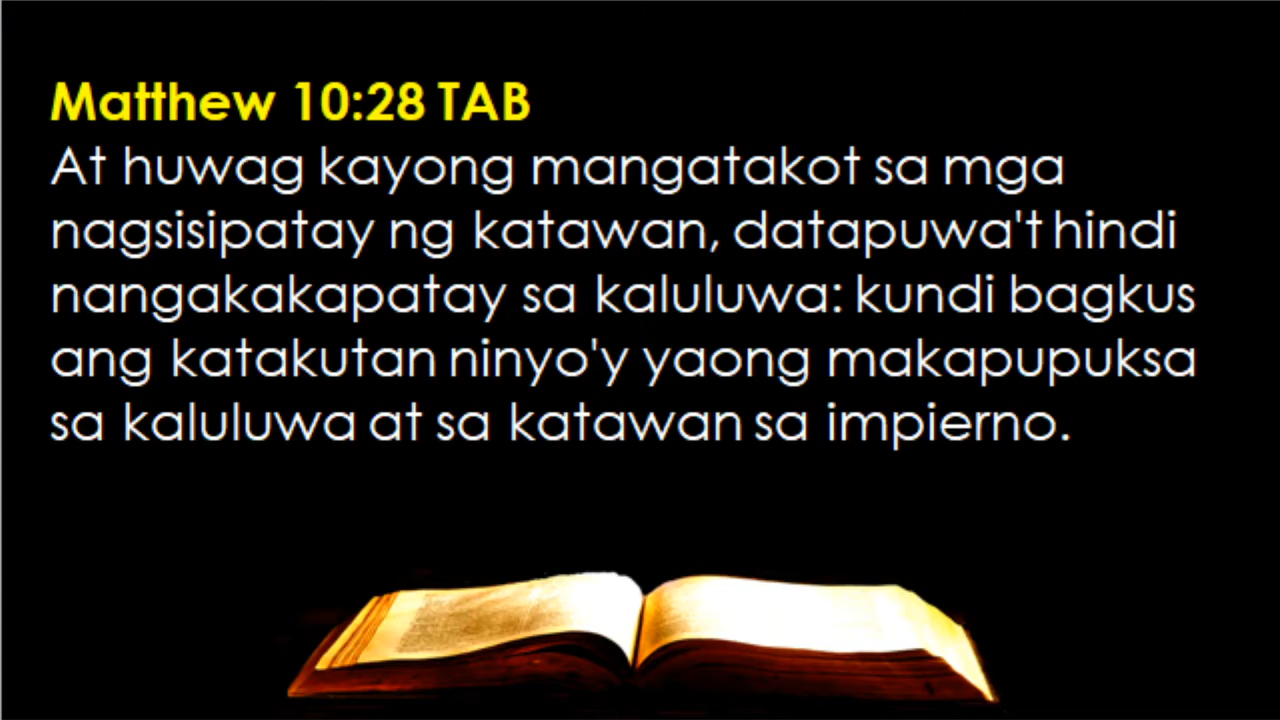 Matthew 10:28 TAB
At huwag kayong mangatakot sa mga
nagsisipatay ng katawan, datapuwa't hindi
nangakakapatay sa kaluluwa: kundi bagkus
ang katakutan ninyo'y yaong makapupuksa
sa kaluluwa at sa katawan sa impierno.